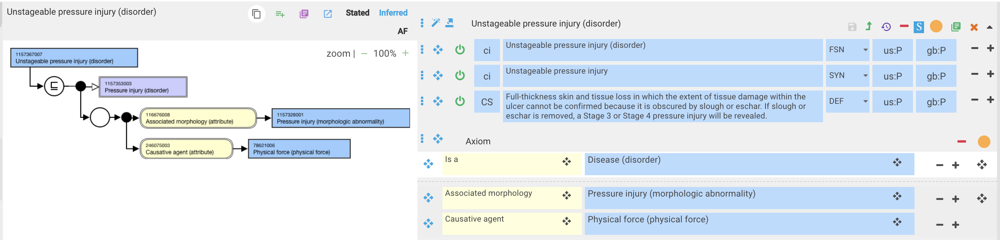 Unstageable pressure injury (disorder)
Stated
Inferred
AF
zoom | − 100% +
1157367007
Unstageable pressure injury (disorder)
⊑
1157353003
Pressure injury (disorder)
116676008
Associated morphology (attribute)
1157328001
Pressure injury (morphologic abnormality)
246075003
Causative agent (attribute)
78621006
Physical force (physical force)
Unstageable pressure injury (disorder)
S
ci
Unstageable pressure injury (disorder)
FSN
us:P
gb:P
ci
Unstageable pressure injury
SYN
us:P
gb:P
CS
Full-thickness skin and tissue loss in which the extent of tissue damage within the
ulcer cannot be confirmed because it is obscured by slough or eschar. If slough or
eschar is removed, a Stage 3 or Stage 4 pressure injury will be revealed.
DEF
us:P
gb:P
Axiom
Is a
Disease (disorder)
Associated morphology
Pressure injury (morphologic abnormality)
Causative agent
Physical force (physical force)